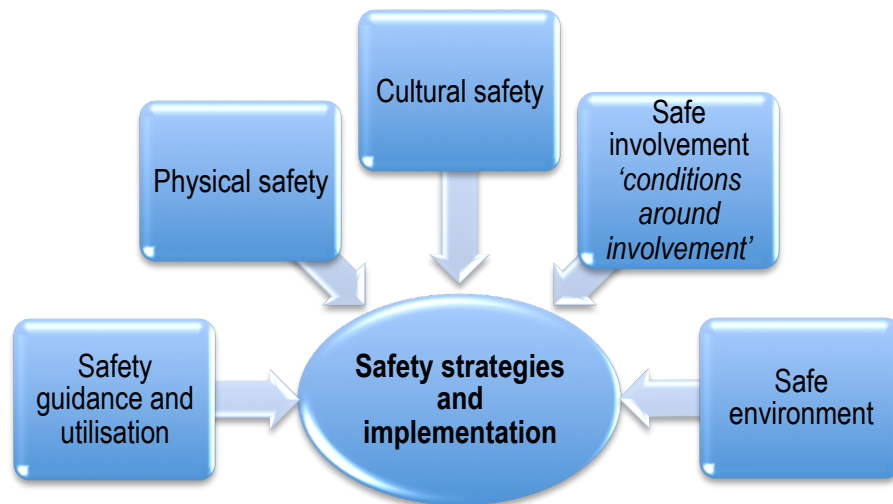 Cultural safety
Physical safety
Safe
involvement
‘conditions
around
involvement’
Safety
guidance and
utilisation
Safety strategies
and
implementation
Safe
environment